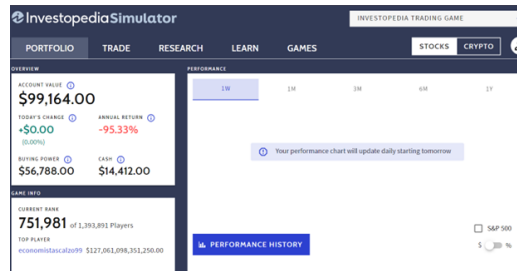 Investopedia Simulator
INVESTOPEDIA TRADING GAME
PORTFOLIO TRADE RESEARCH LEARN GAMES STOCKS CRYPTO
OVERVIEW
ACCOUNT VALUE
$99,164.00
TODAY'S CHANGE ANNUAL RETURN
+$0.00 -95.33%
(0.00%)
BUYING POWER CASH
$56,788.00 $14,412.00
GAME INFO
CURRENT RANK
751,981 of 1,393,891 Players
TOP PLAYER
economistascalzo99 $127,061,098,351,250.00
PERFORMANCE
1W 1M 3M 6M 1Y
Your performance chart will update daily starting tomorrow
S&P 500
PERFORMANCE HISTORY
$ %